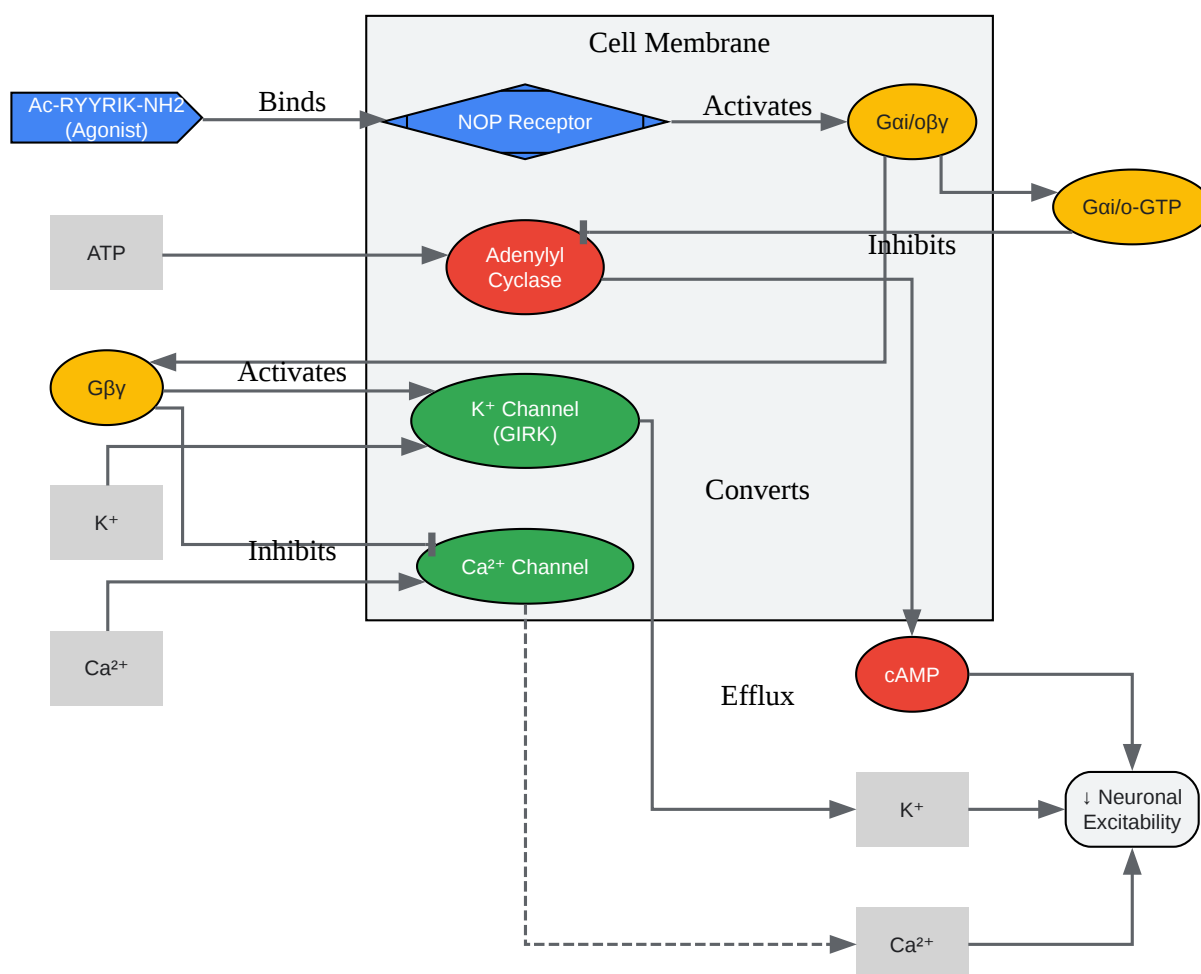 Cell Membrane
Ac-RYYRIK-NH2
(Agonist)
Binds
NOP Receptor
Activates
Gαi/oβγ
Gαi/o-GTP
Inhibits
ATP
Adenylyl
Cyclase
Gβγ
Activates
K⁺ Channel
(GIRK)
Converts
K⁺
Inhibits
Ca²⁺ Channel
Ca²⁺
cAMP
Efflux
K⁺
↓ Neuronal
Excitability
Ca²⁺